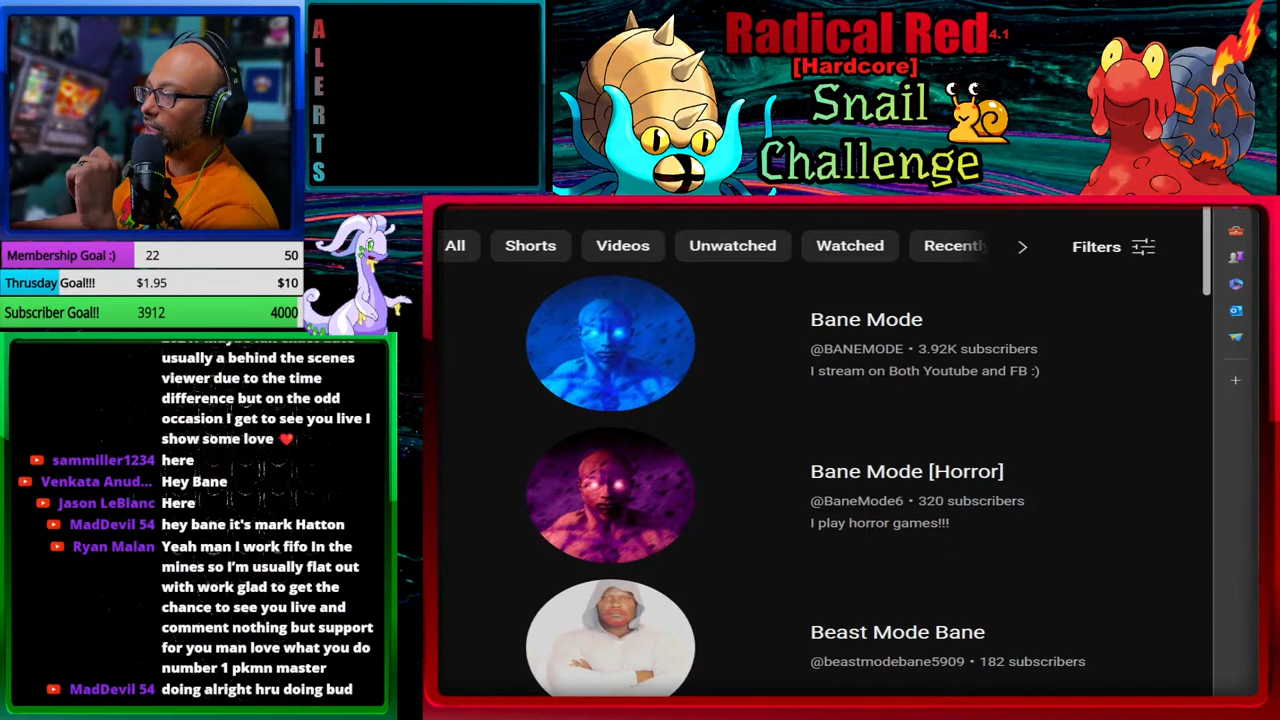 ALERTS
Radical Red 4.1
[Hardcore]
Snail
Challenge
Membership Goal :) 22 50
Thrusday Goal!!! $1.95 $10
Subscriber Goal!! 3912 4000
usually a behind the scenes
viewer due to the time
difference but on the odd
occasion I get to see you live I
show some love ❤️
sammiller1234 here
Venkata Anud... Hey Bane
Jason LeBlanc Here
MadDevil 54 hey bane it's mark Hatton
Ryan Malan Yeah man I work fifo In the
mines so I'm usually flat out
with work glad to get the
chance to see you live and
comment nothing but support
for you man love what you do
number 1 pkmn master
MadDevil 54 doing alright hru doing bud
All Shorts Videos Unwatched Watched Recently Filters
Bane Mode
@BANEMODE • 3.92K subscribers
I stream on Both Youtube and FB :)
Bane Mode [Horror]
@BaneMode6 • 320 subscribers
I play horror games!!!
Beast Mode Bane
@beastmodebane5909 • 182 subscribers